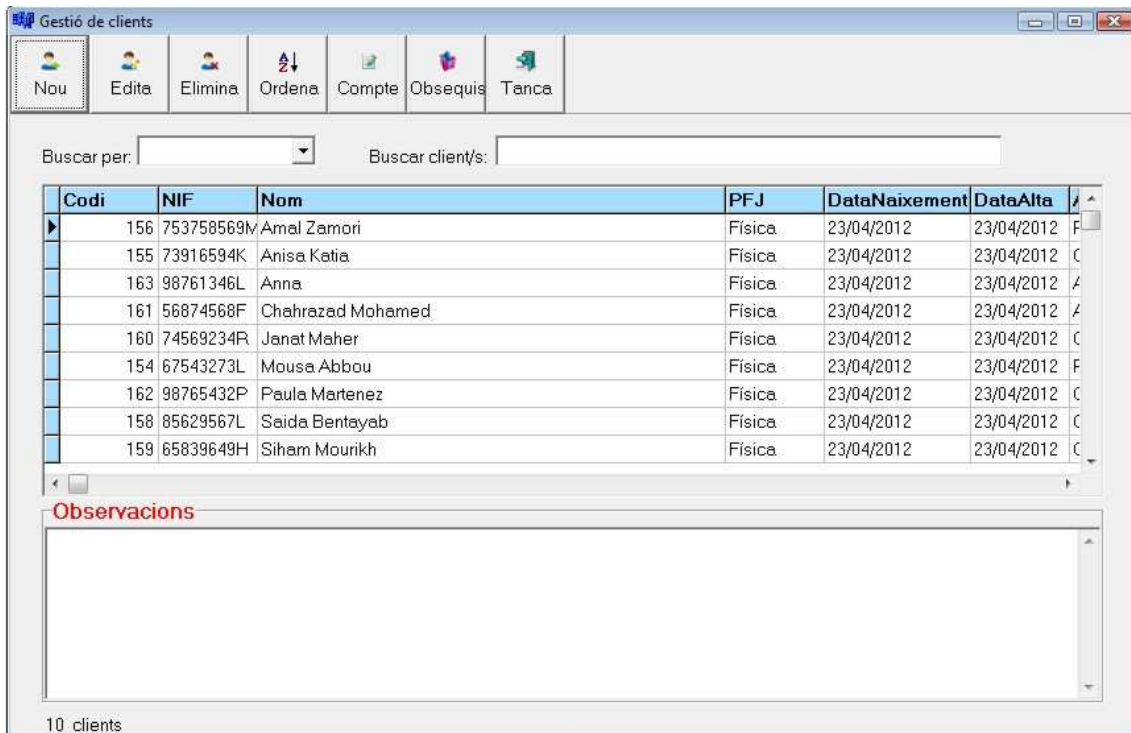 Gestió de clients
Nou Edita Elimina Ordena Compte Obsequis Tanca
Buscar per: Buscar client/s:
Codi NIF Nom PFJ DataNaixement DataAlta
156 753758569M Amal Zamori Física 23/04/2012 23/04/2012
155 73916594K Anisa Katia Física 23/04/2012 23/04/2012
163 98761346L Anna Física 23/04/2012 23/04/2012
161 56874568F Chahrazad Mohamed Física 23/04/2012 23/04/2012
160 74569234R Janat Maher Física 23/04/2012 23/04/2012
154 67543273L Mousa Abbou Física 23/04/2012 23/04/2012
162 98765432P Paula Martenez Física 23/04/2012 23/04/2012
158 85629567L Saida Bentayab Física 23/04/2012 23/04/2012
159 65839649H Siham Mourikh Física 23/04/2012 23/04/2012
Observacions
10 clients